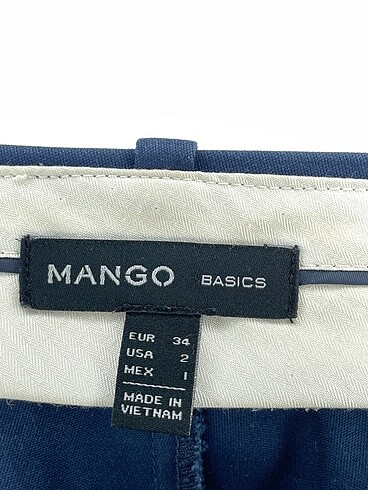 MANGO BASICS
EUR 34
USA 2
MEX 1
MADE IN
VIETNAM